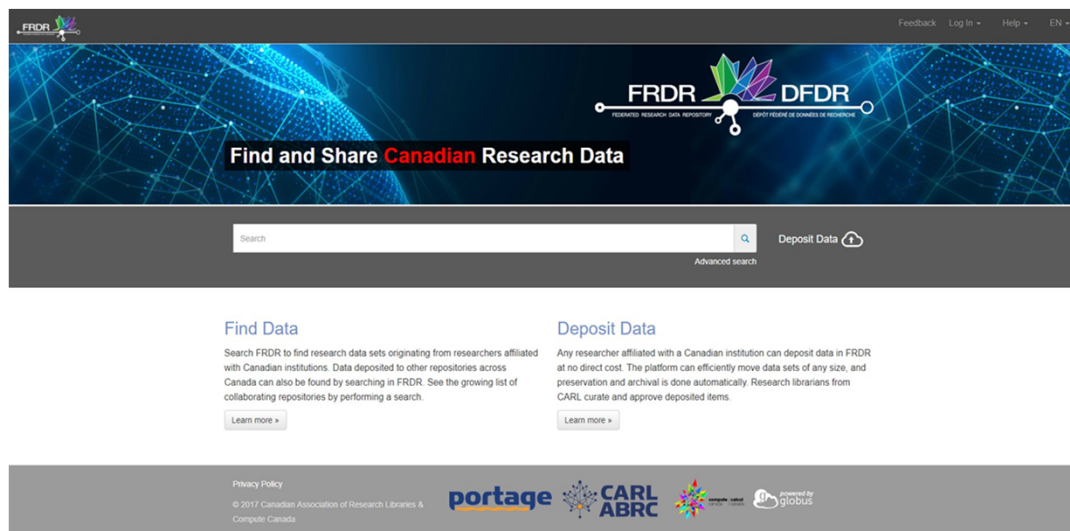 FRDR
Feedback Log In Help EN
FRDR DFDR
FEDERATED RESEARCH DATA REPOSITORY DÉPÔT FÉDÉRÉ DE DONNÉES DE RECHERCHE
Find and Share Canadian Research Data
Search
Deposit Data
Advanced search
Find Data
Search FRDR to find research data sets originating from researchers affiliated
with Canadian institutions. Data deposited to other repositories across
Canada can also be found by searching in FRDR. See the growing list of
collaborating repositories by performing a search.
Learn more »
Deposit Data
Any researcher affiliated with a Canadian institution can deposit data in FRDR
at no direct cost. The platform can efficiently move data sets of any size, and
preservation and archival is done automatically. Research librarians from
CARL curate and approve deposited items.
Learn more »
Privacy Policy
© 2017 Canadian Association of Research Libraries &
Compute Canada
portage
CARL
ABRC
compute calcul
canada canada
powered by
globus